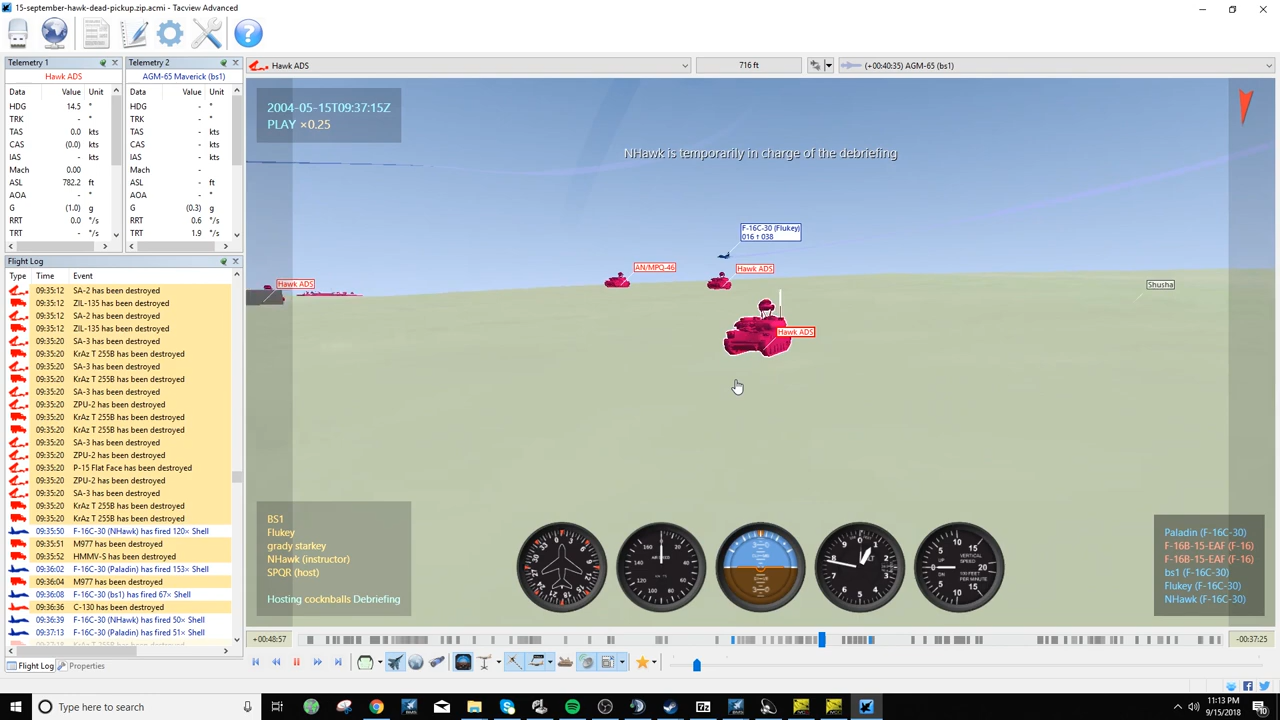 15-september-hawk-dead-pickup.zip.acmi - Tacview Advanced
Telemetry 1
Hawk ADS
Data Value Unit
HDG 14.5 °
TRK - °
TAS 0.0 kts
CAS (0.0) kts
IAS - kts
Mach 0.00
ASL 782.2 ft
AOA - °
G (1.0) g
RRT 0.0 °/s
TRT - °/s
Telemetry 2
AGM-65 Maverick (bs1)
Data Value Unit
HDG - °
TRK - °
TAS - kts
CAS - kts
IAS - kts
Mach -
ASL - ft
AOA - °
G (0.3) g
RRT 0.6 °/s
TRT 1.9 °/s
Flight Log
Type Time Event
09:35:12 SA-2 has been destroyed
09:35:12 ZIL-135 has been destroyed
09:35:12 SA-2 has been destroyed
09:35:12 ZIL-135 has been destroyed
09:35:20 SA-3 has been destroyed
09:35:20 KrAz T 255B has been destroyed
09:35:20 SA-3 has been destroyed
09:35:20 KrAz T 255B has been destroyed
09:35:20 SA-3 has been destroyed
09:35:20 ZPU-2 has been destroyed
09:35:20 KrAz T 255B has been destroyed
09:35:20 KrAz T 255B has been destroyed
09:35:20 SA-3 has been destroyed
09:35:20 ZPU-2 has been destroyed
09:35:20 P-15 Flat Face has been destroyed
09:35:20 ZPU-2 has been destroyed
09:35:20 SA-3 has been destroyed
09:35:20 KrAz T 255B has been destroyed
09:35:20 KrAz T 255B has been destroyed
09:35:50 F-16C-30 (NHawk) has fired 120× Shell
09:35:51 M977 has been destroyed
09:35:52 HMMV-S has been destroyed
09:36:02 F-16C-30 (Paladin) has fired 153× Shell
09:36:04 M977 has been destroyed
09:36:08 F-16C-30 (bs1) has fired 67× Shell
09:36:36 C-130 has been destroyed
09:36:39 F-16C-30 (NHawk) has fired 50× Shell
09:37:13 F-16C-30 (Paladin) has fired 51× Shell
Flight Log Properties
Hawk ADS
716 ft
(+00:40:35) AGM-65 (bs1)
2004-05-15T09:37:15Z
PLAY ×0.25
NHawk is temporarily in charge of the debriefing
F-16C-30 (Flukey)
016 ↑ 038
AN/MPQ-46
Hawk ADS
Hawk ADS
Shusha
Hawk ADS
BS1
Flukey
grady starkey
NHawk (instructor)
SPQR (host)
Hosting cocknballs Debriefing
Paladin (F-16C-30)
F-16B-15-EAF (F-16)
F-16B-15-EAF (F-16)
bs1 (F-16C-30)
Flukey (F-16C-30)
NHawk (F-16C-30)
+00:48:57
-00:37:25
Type here to search
11:13 PM
9/15/2018